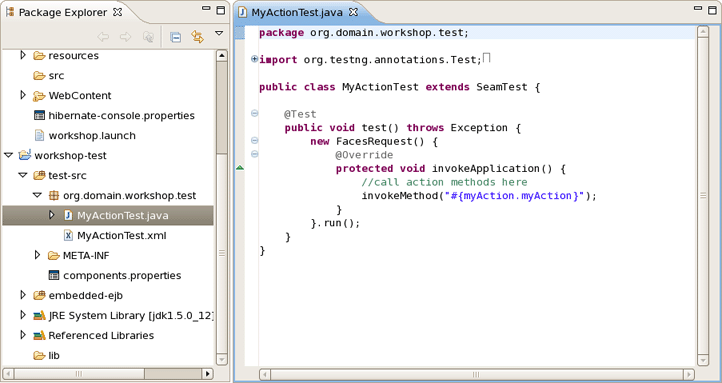 Package Explorer
resources
src
WebContent
hibernate-console.properties
workshop.launch
workshop-test
test-src
org.domain.workshop.test
MyActionTest.java
MyActionTest.xml
META-INF
components.properties
embedded-ejb
JRE System Library [jdk1.5.0_12]
Referenced Libraries
lib
MyActionTest.java
package org.domain.workshop.test;
import org.testng.annotations.Test;
public class MyActionTest extends SeamTest {
@Test
public void test() throws Exception {
new FacesRequest() {
@Override
protected void invokeApplication() {
//call action methods here
invokeMethod("#{myAction.myAction}");
}
}.run();
}
}